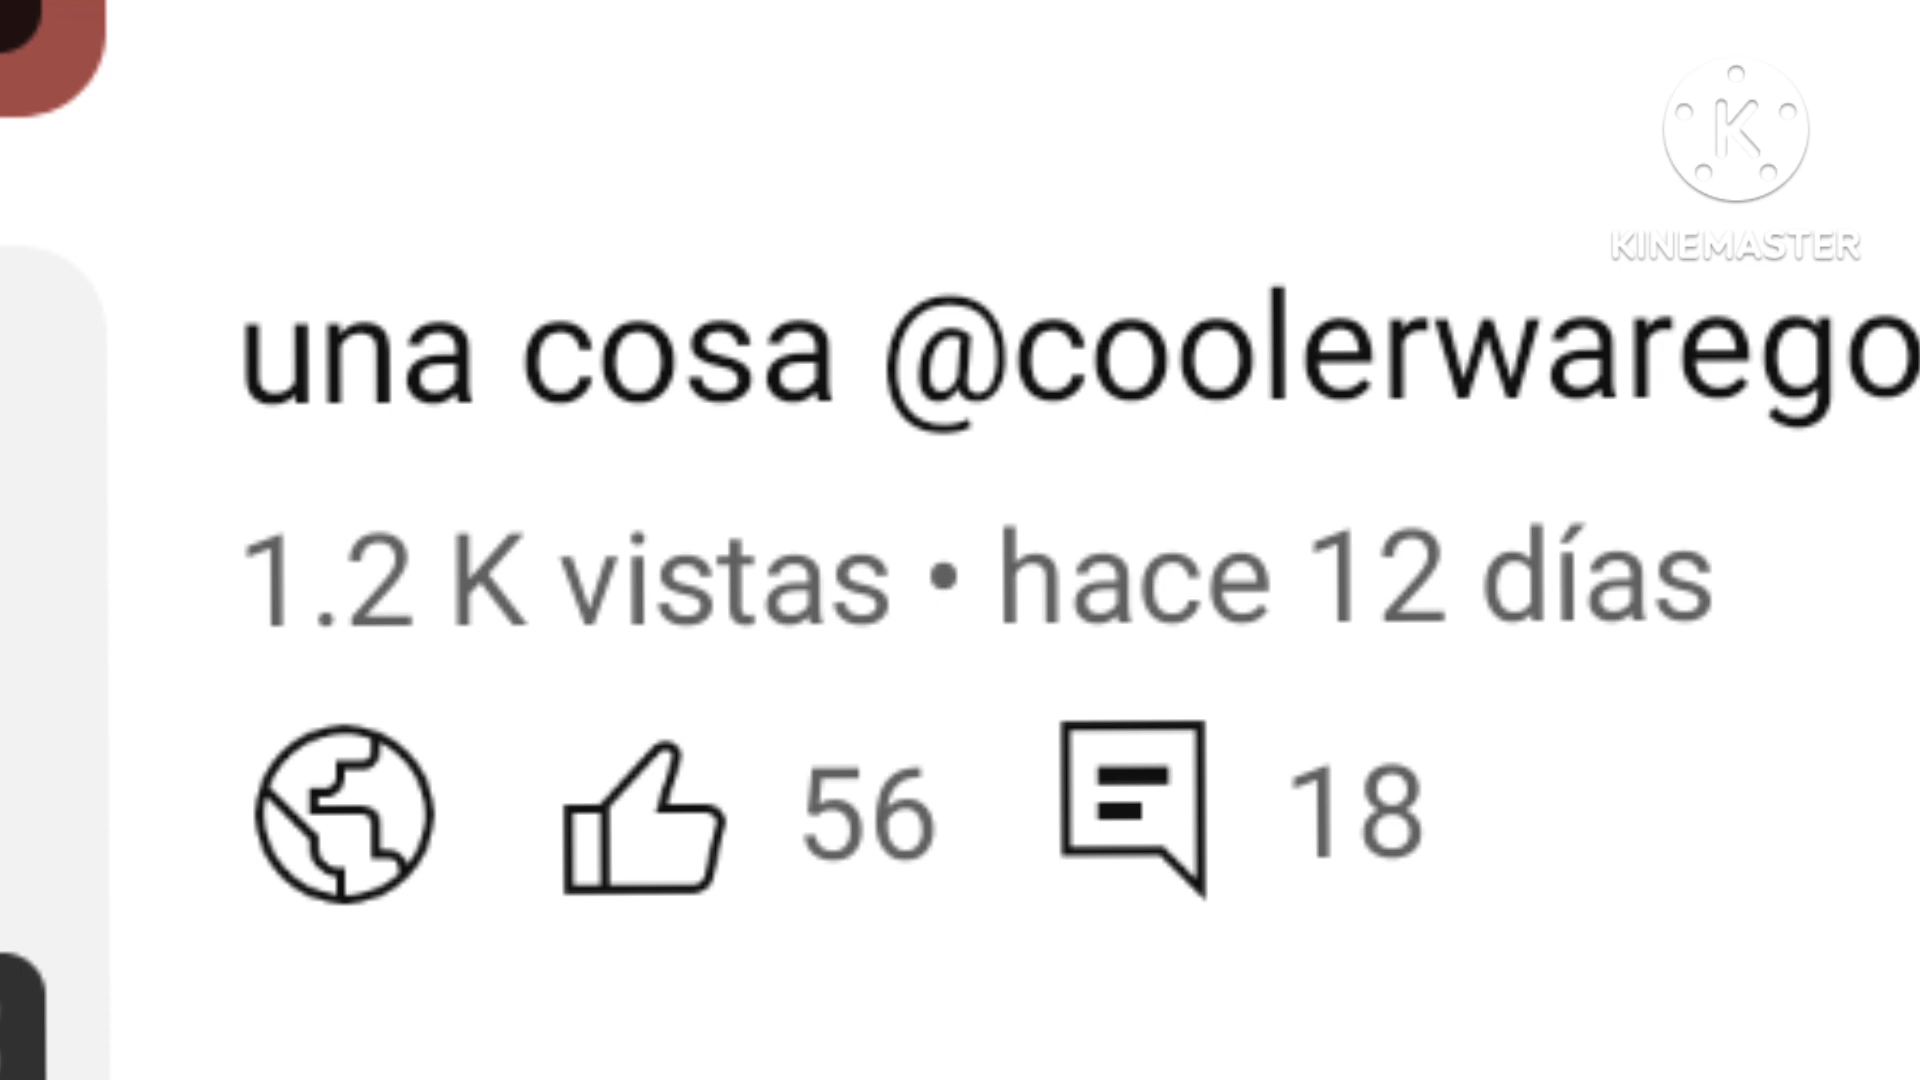 K
KINEMASTER
una cosa @coolerwarego
1.2 K vistas • hace 12 días
56 18